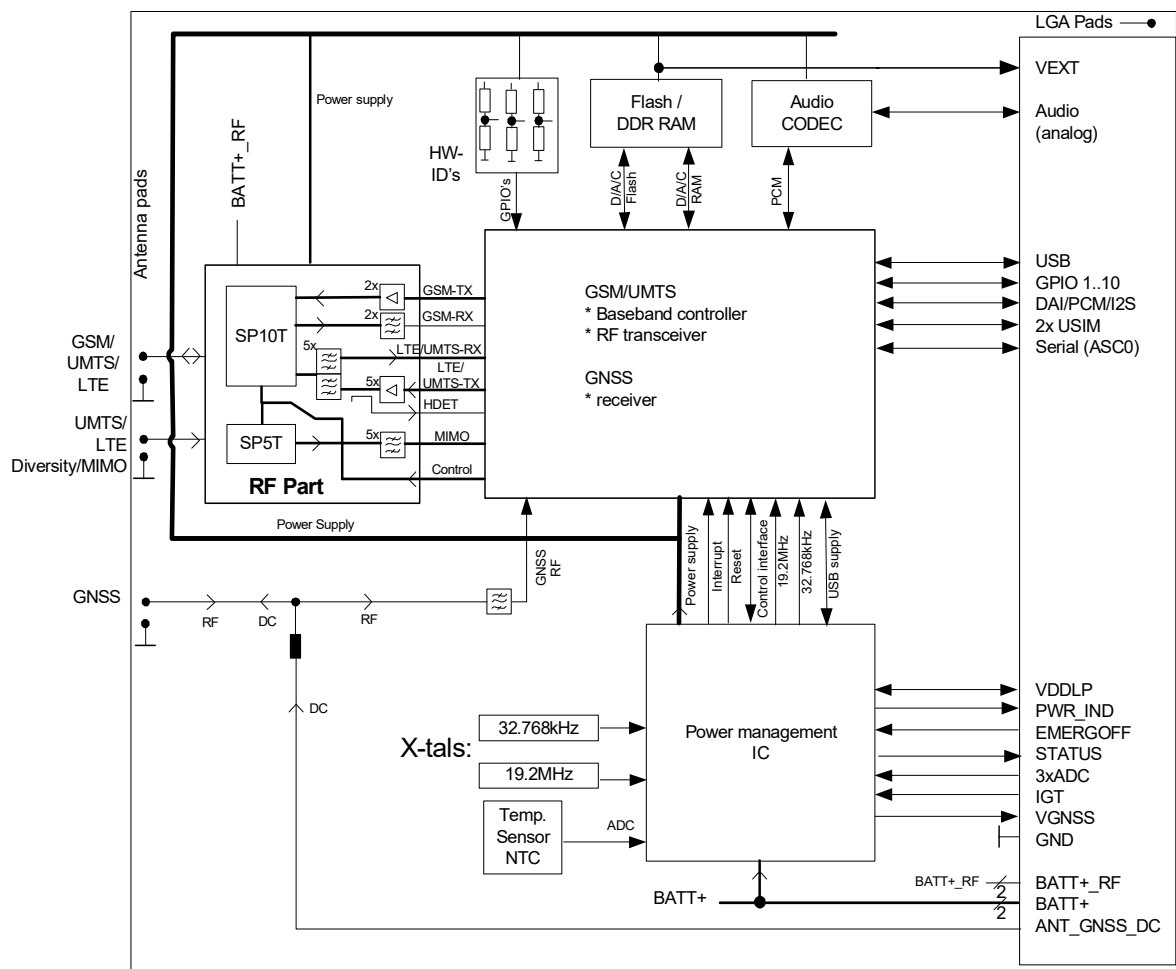 LGA Pads
VEXT
Audio
(analog)
USB
GPIO 1..10
DAI/PCM/I2S
2x USIM
Serial (ASC0)
VDDLP
PWR_IND
EMERGOFF
STATUS
3xADC
IGT
VGNSS
GND
BATT+_RF
BATT+
ANT_GNSS_DC
BATT+_RF
2
2
Power supply
BATT+_RF
Antenna pads
HW-
ID's
GPIO's
Flash /
DDR RAM
Audio
CODEC
D/A/C
Flash
D/A/C
RAM
PCM
GSM/
UMTS/
LTE
UMTS/
LTE
Diversity/MIMO
SP10T
SP5T
RF Part
2x
GSM-TX
2x
GSM-RX
5x
LTE/UMTS-RX
LTE/
5x
UMTS-TX
HDET
5x
MIMO
Control
GSM/UMTS
* Baseband controller
* RF transceiver
GNSS
* receiver
Power Supply
GNSS
RF
Power supply
Interrupt
Reset
Control interface
19.2MHz
32.768kHz
USB supply
GNSS
RF
DC
RF
DC
X-tals:
32.768kHz
19.2MHz
Temp.
Sensor
NTC
ADC
Power management
IC
BATT+